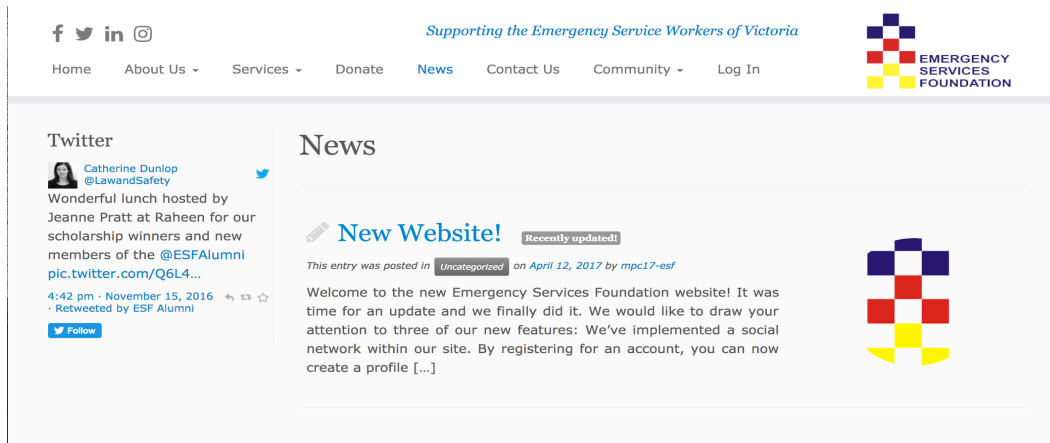 Supporting the Emergency Service Workers of Victoria
Home About Us Services Donate News Contact Us Community Log In
EMERGENCY
SERVICES
FOUNDATION
Twitter
Catherine Dunlop
@LawandSafety
Wonderful lunch hosted by
Jeanne Pratt at Raheen for our
scholarship winners and new
members of the @ESFAlumni
pic.twitter.com/Q6L4...
4:42 pm · November 15, 2016
· Retweeted by ESF Alumni
Follow
News
New Website! Recently updated!
This entry was posted in Uncategorized on April 12, 2017 by mpc17-esf
Welcome to the new Emergency Services Foundation website! It was
time for an update and we finally did it. We would like to draw your
attention to three of our new features: We've implemented a social
network within our site. By registering for an account, you can now
create a profile [...]